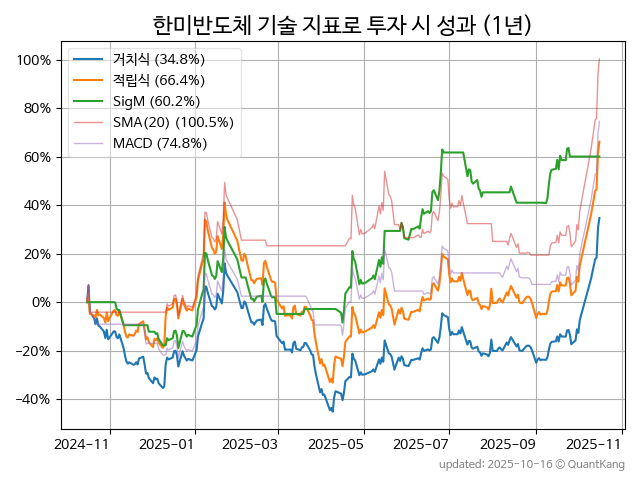 한미반도체 기술 지표로 투자 시 성과 (1년)
거치식 (34.8%)
적립식 (66.4%)
SigM (60.2%)
SMA(20) (100.5%)
MACD (74.8%)
100%
80%
60%
40%
20%
0%
−20%
−40%
2024-11 2025-01 2025-03 2025-05 2025-07 2025-09 2025-11
updated: 2025-10-16 © QuantKang